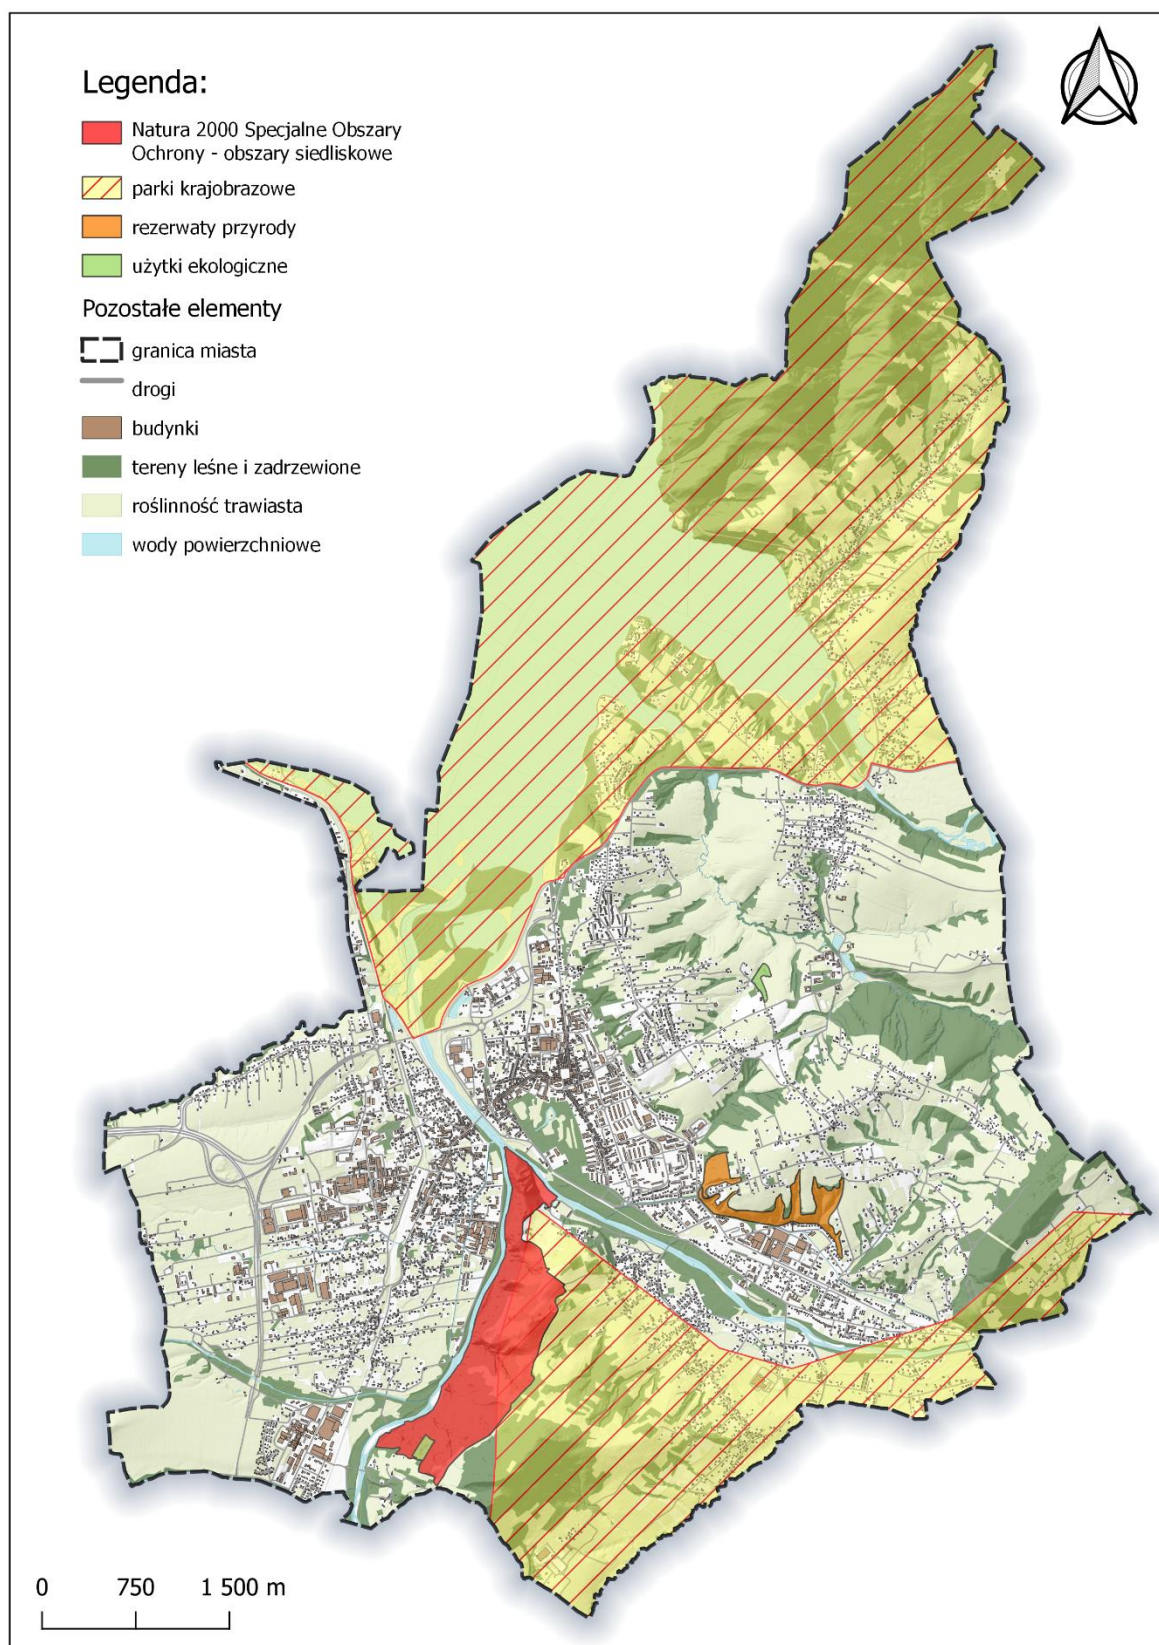 Legenda:
Natura 2000 Specjalne Obszary
Ochrony - obszary siedliskowe
parki krajobrazowe
rezerwaty przyrody
użytki ekologiczne
Pozostałe elementy
granica miasta
drogi
budynki
tereny leśne i zadrzewione
roślinność trawiasta
wody powierzchniowe
0 750 1 500 m